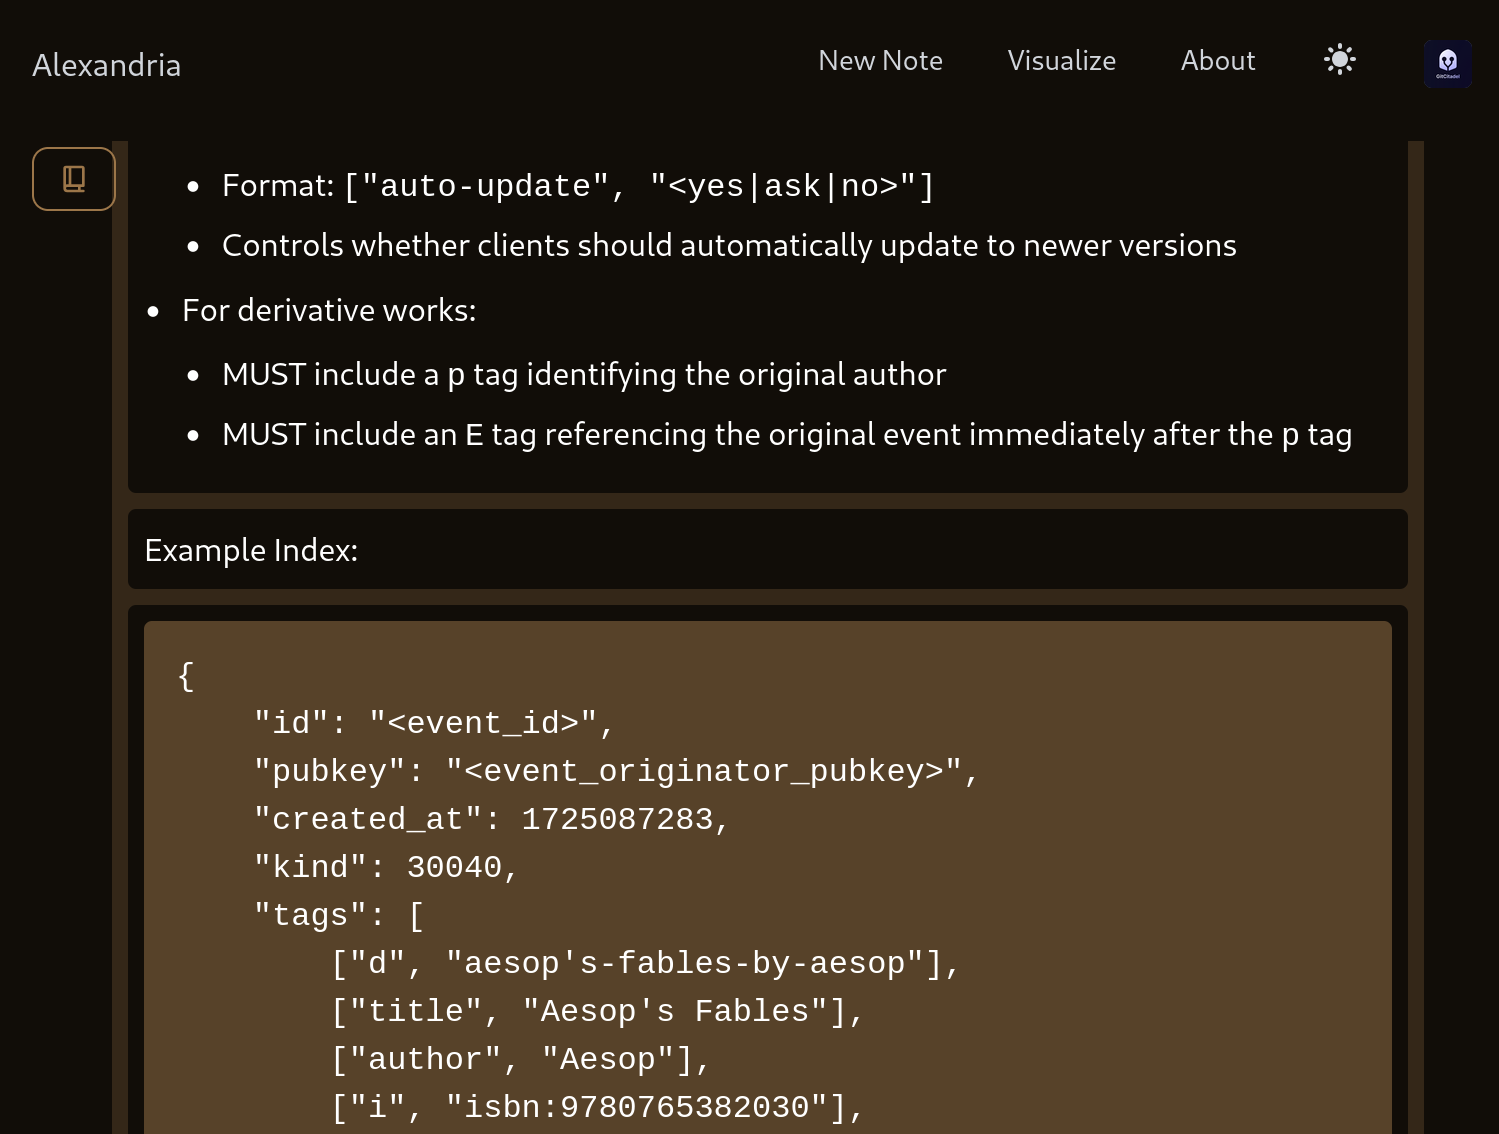 Alexandria
New Note
Visualize
About
GitCitadel
Format: ["auto-update", "<yes|ask|no>"]
Controls whether clients should automatically update to newer versions
For derivative works:
MUST include a p tag identifying the original author
MUST include an E tag referencing the original event immediately after the p tag
Example Index:
{
    "id": "<event_id>",
    "pubkey": "<event_originator_pubkey>",
    "created_at": 1725087283,
    "kind": 30040,
    "tags": [
        ["d", "aesop's-fables-by-aesop"],
        ["title", "Aesop's Fables"],
        ["author", "Aesop"],
        ["i", "isbn:9780765382030"],